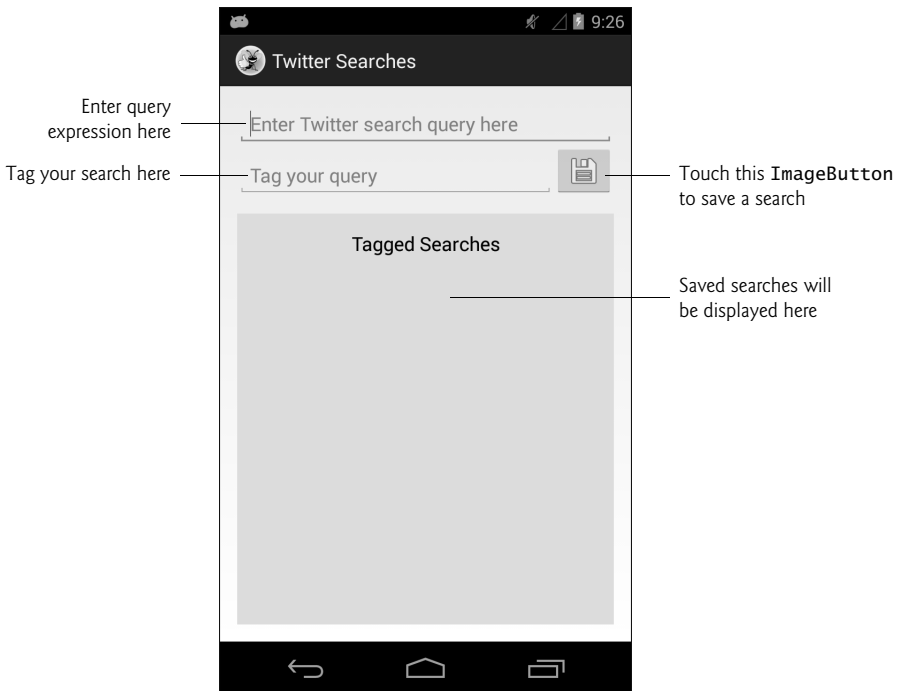 9:26
Twitter Searches
Enter query
expression here
Enter Twitter search query here
Tag your search here
Tag your query
Touch this ImageButton
to save a search
Tagged Searches
Saved searches will
be displayed here